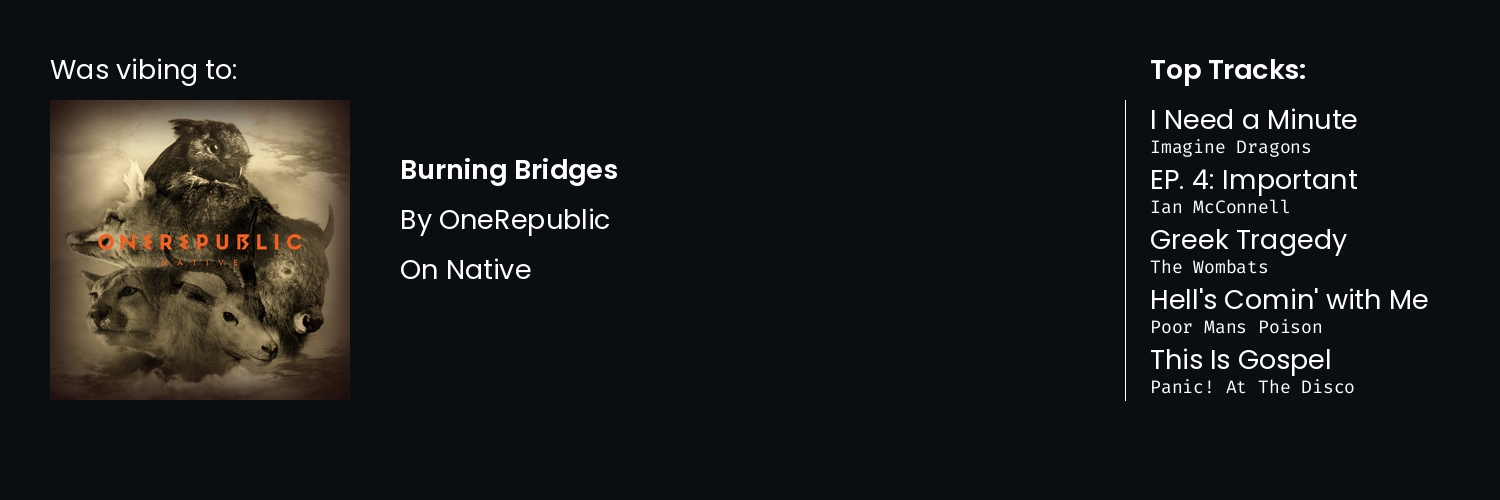 Was vibing to:
ONEREPUBLIC
NATIVE
Burning Bridges
By OneRepublic
On Native
Top Tracks:
I Need a Minute
Imagine Dragons
EP. 4: Important
Ian McConnell
Greek Tragedy
The Wombats
Hell's Comin' with Me
Poor Mans Poison
This Is Gospel
Panic! At The Disco